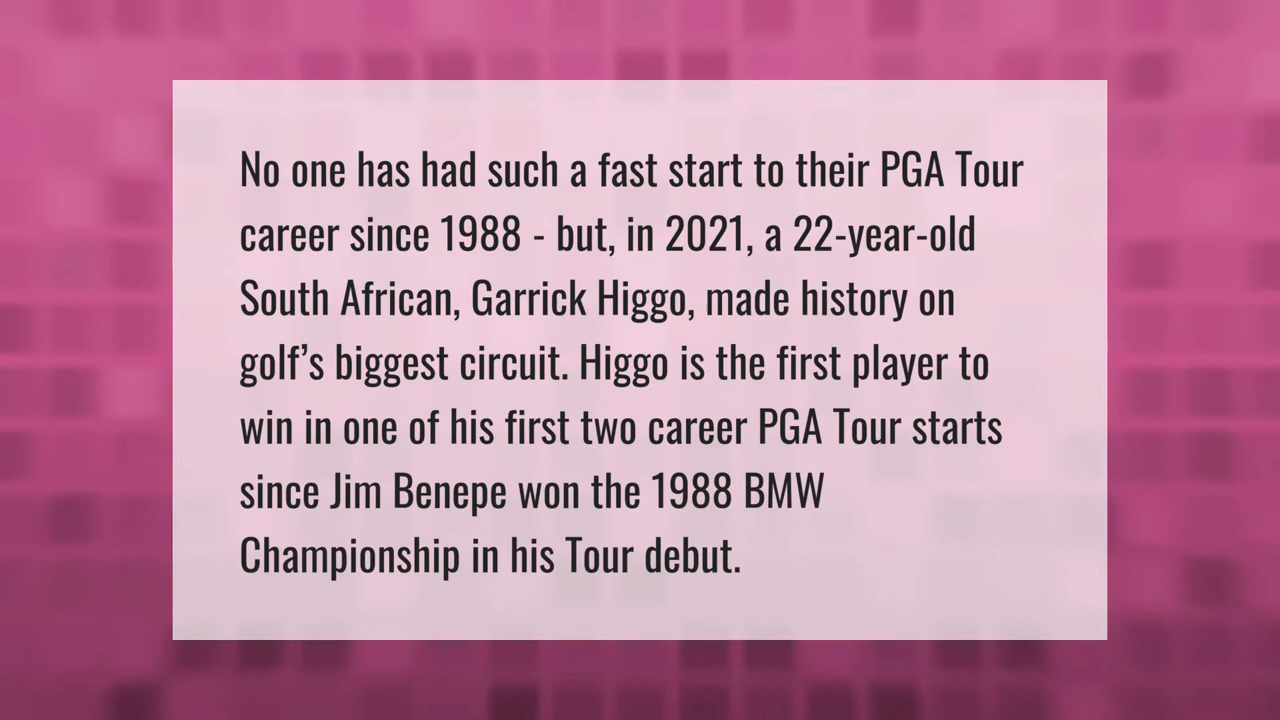 No one has had such a fast start to their PGA Tour
career since 1988 - but, in 2021, a 22-year-old
South African, Garrick Higgo, made history on
golf’s biggest circuit. Higgo is the first player to
win in one of his first two career PGA Tour starts
since Jim Benepe won the 1988 BMW
Championship in his Tour debut.